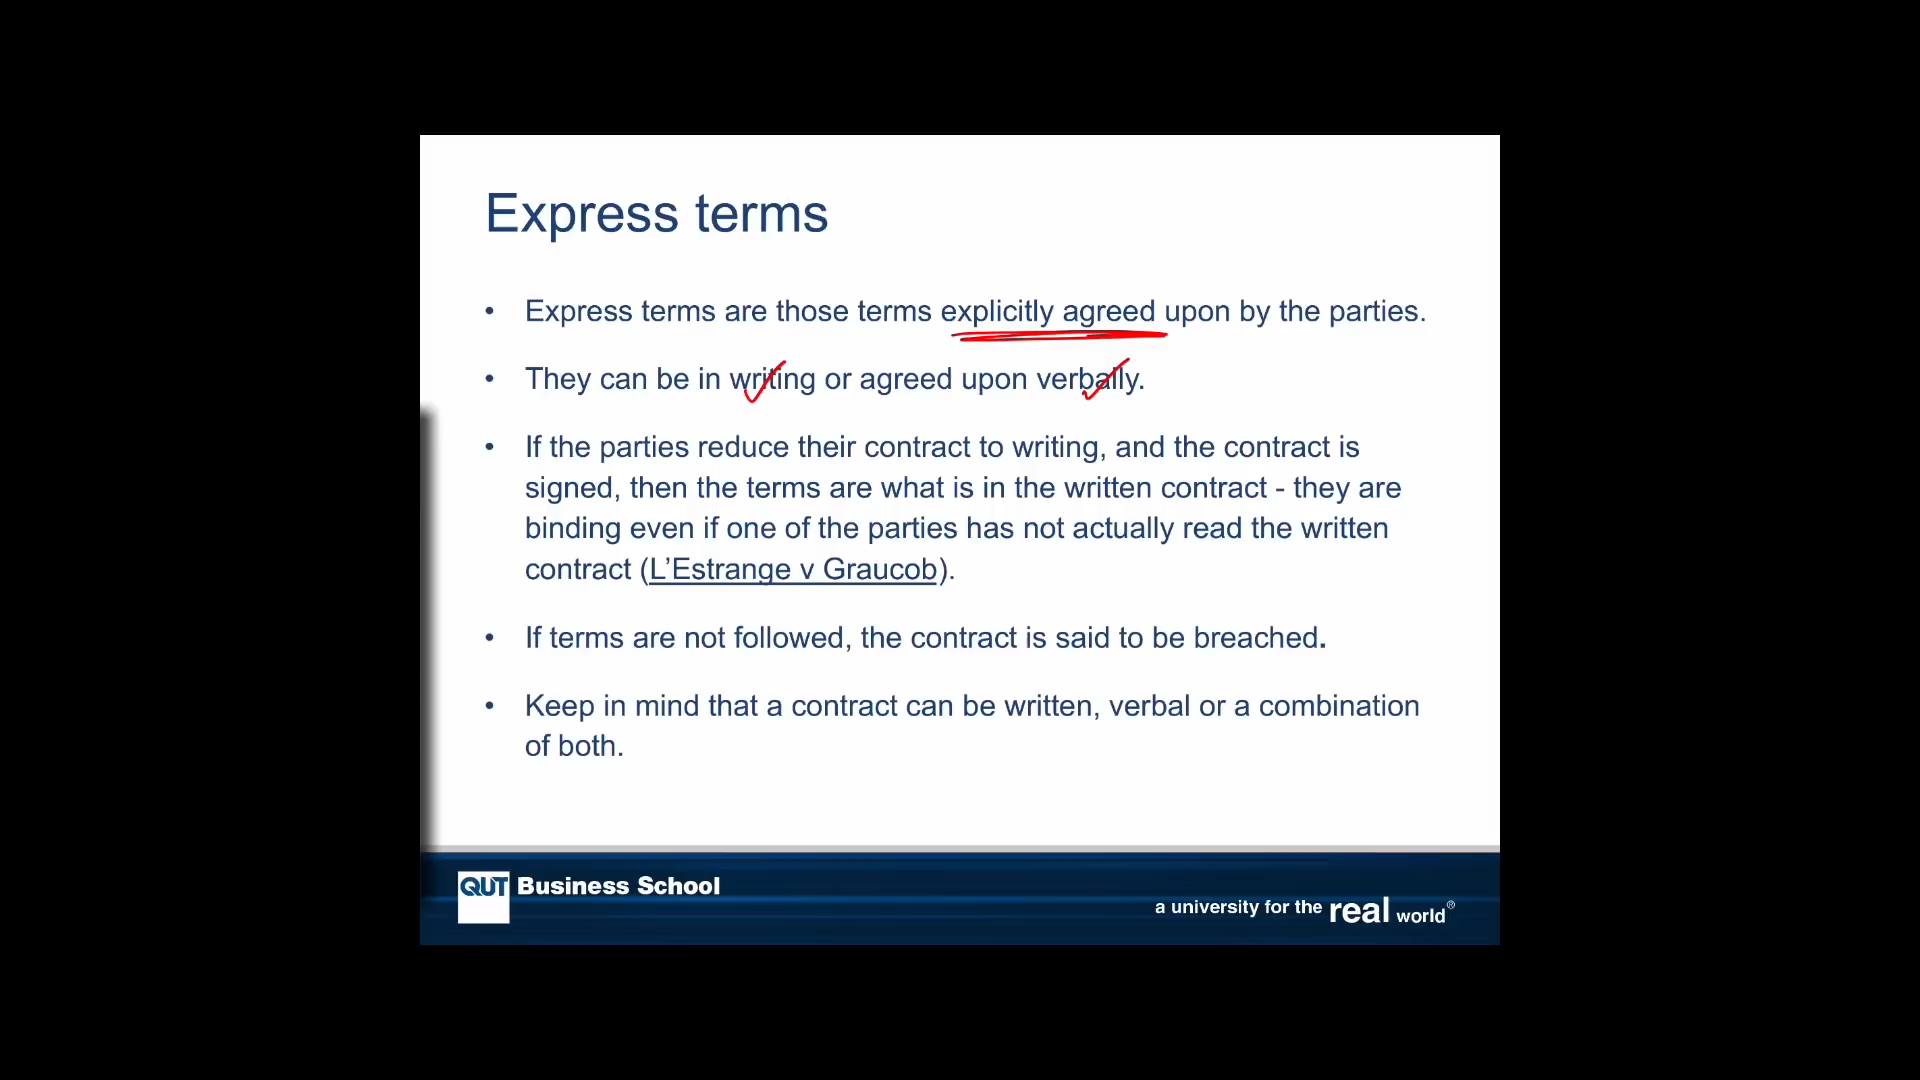 Express terms
• Express terms are those terms explicitly agreed upon by the parties.
• They can be in writing or agreed upon verbally.
• If the parties reduce their contract to writing, and the contract is
signed, then the terms are what is in the written contract - they are
binding even if one of the parties has not actually read the written
contract (L’Estrange v Graucob).
• If terms are not followed, the contract is said to be breached.
• Keep in mind that a contract can be written, verbal or a combination
of both.
QUT Business School
a university for the real world®